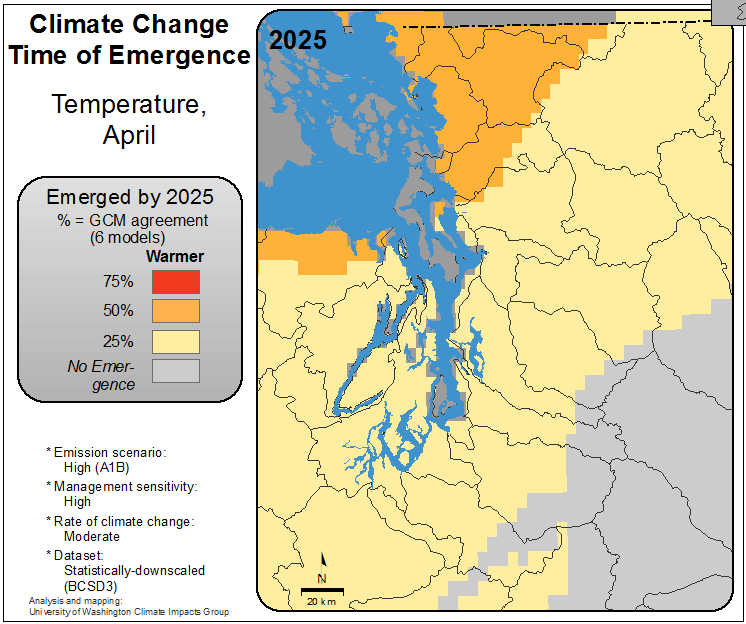 Climate Change
Time of Emergence
Temperature,
April
Emerged by 2025
% = GCM agreement
(6 models)
Warmer
75%
50%
25%
No Emer-
gence
* Emission scenario:
High (A1B)
* Management sensitivity:
High
* Rate of climate change:
Moderate
* Dataset:
Statistically-downscaled
(BCSD3)
Analysis and mapping:
University of Washington Climate Impacts Group
2025
N
20 km